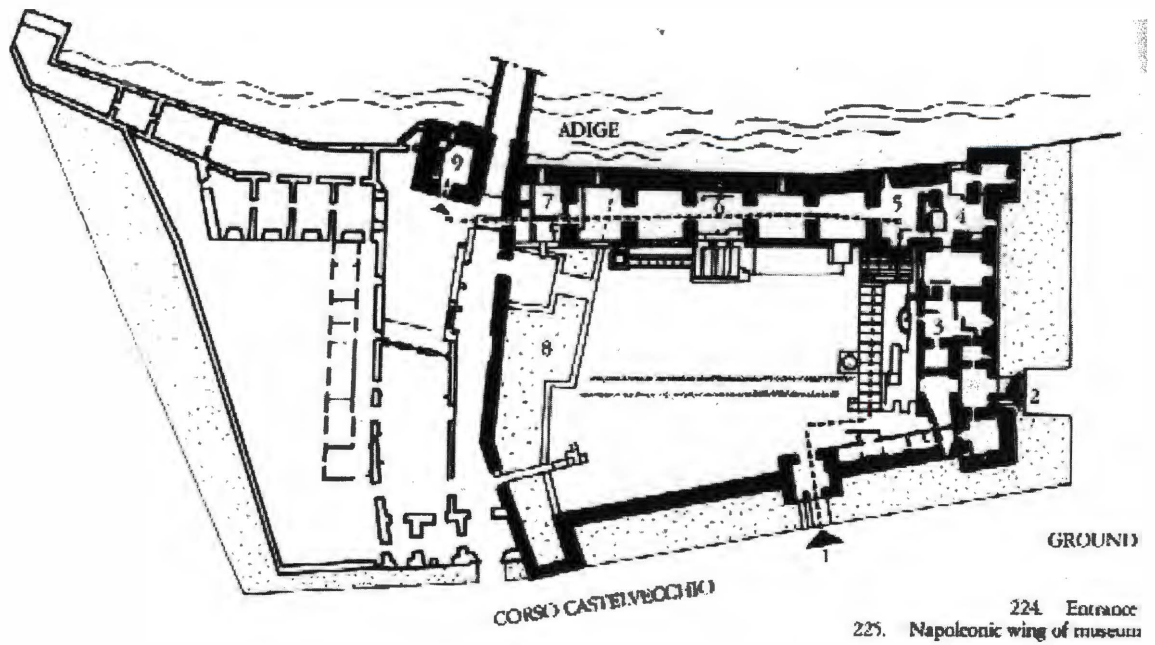 ADIGE
9
7
6
5
4
3
8
2
1
GROUND
CORSO CASTELVECCHIO
224. Entrance
225. Napoleonic wing of museum